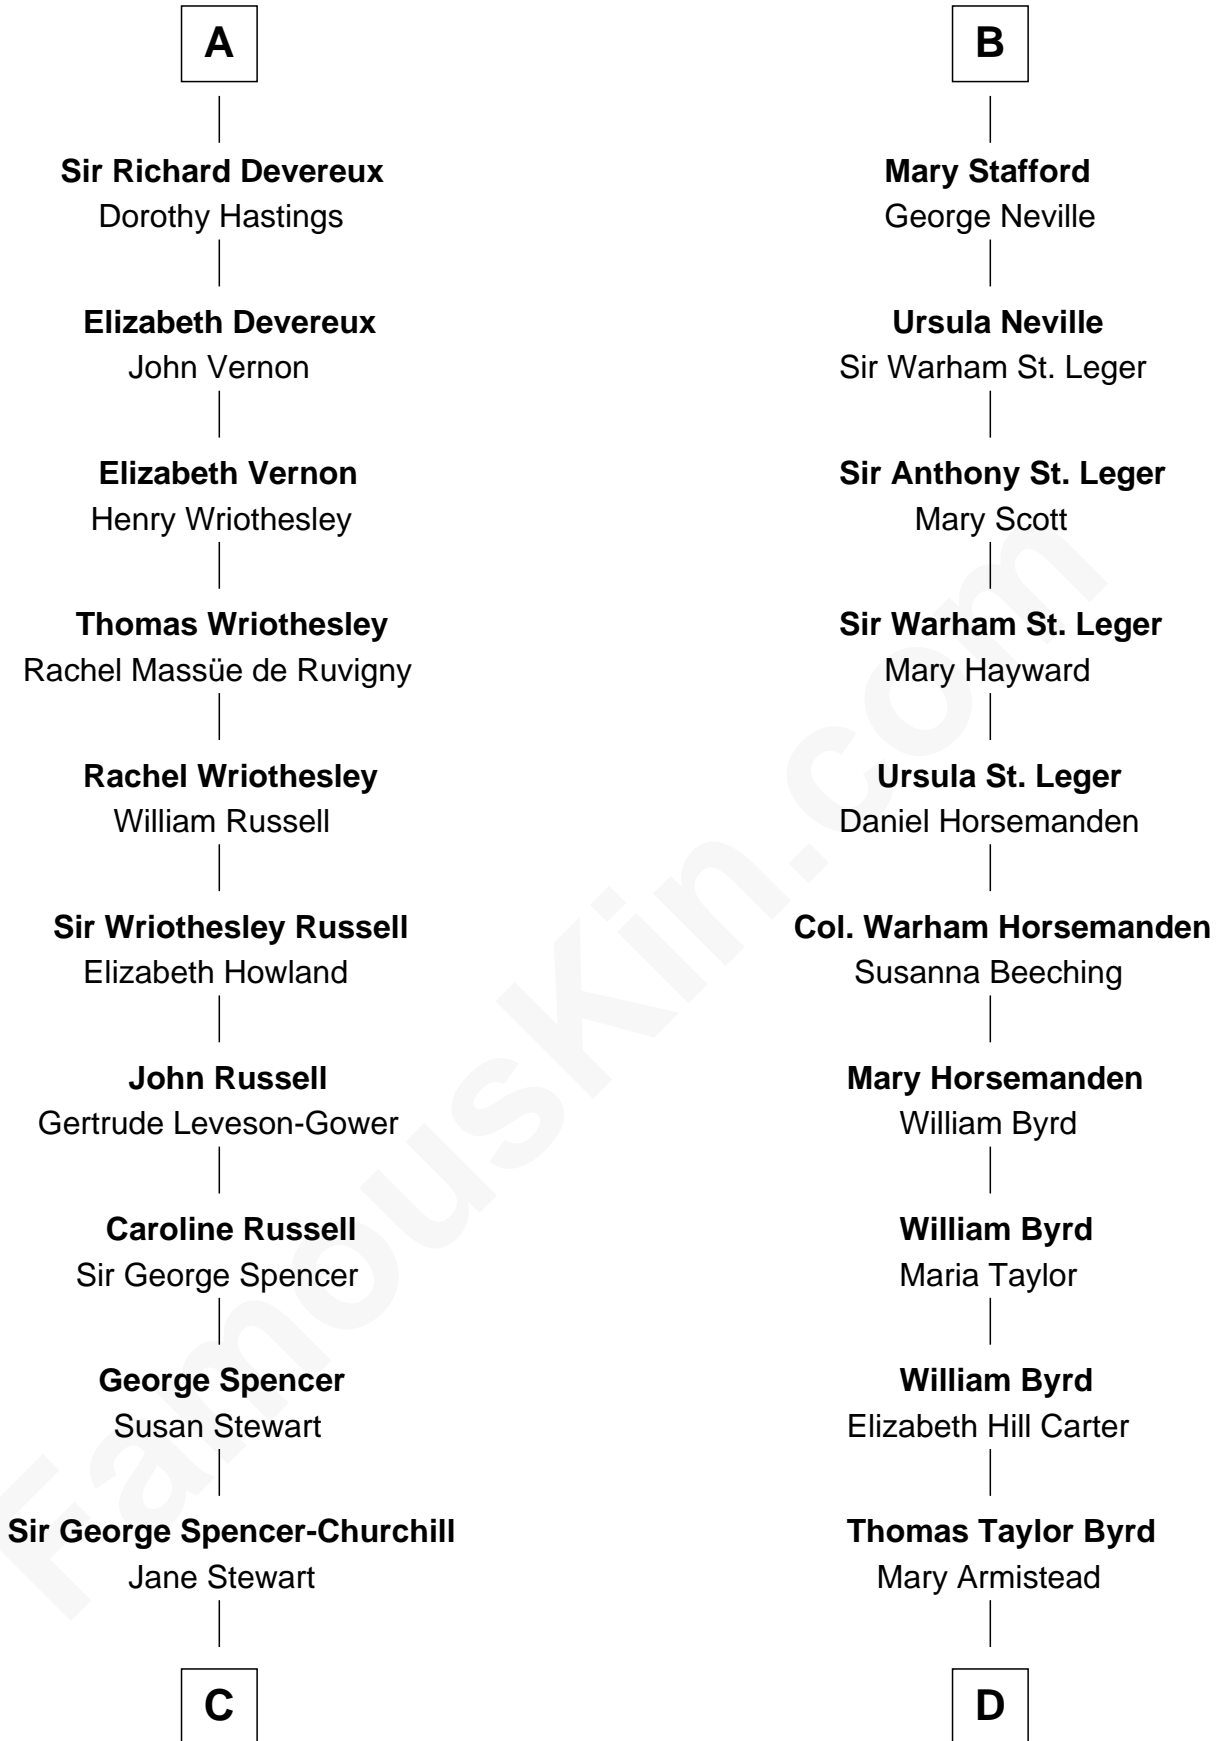 A
Sir Richard Devereux
Dorothy Hastings
Elizabeth Devereux
John Vernon
Elizabeth Vernon
Henry Wriothesley
Thomas Wriothesley
Rachel Massüe de Ruvigny
Rachel Wriothesley
William Russell
Sir Wriothesley Russell
Elizabeth Howland
John Russell
Gertrude Leveson-Gower
Caroline Russell
Sir George Spencer
George Spencer
Susan Stewart
Sir George Spencer-Churchill
Jane Stewart
C
B
Mary Stafford
George Neville
Ursula Neville
Sir Warham St. Leger
Sir Anthony St. Leger
Mary Scott
Sir Warham St. Leger
Mary Hayward
Ursula St. Leger
Daniel Horsemanden
Col. Warham Horsemanden
Susanna Beeching
Mary Horsemanden
William Byrd
William Byrd
Maria Taylor
William Byrd
Elizabeth Hill Carter
Thomas Taylor Byrd
Mary Armistead
D
FamousKin.com